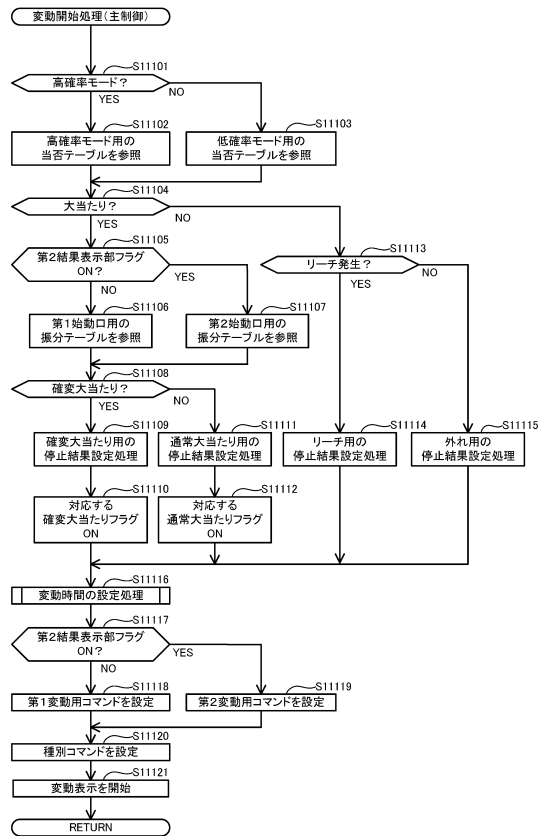 変動開始処理(主制御)
S11101
高確率モード?
NO
YES
S11102
高確率モード用の
当否テーブルを参照
S11103
低確率モード用の
当否テーブルを参照
S11104
大当たり?
NO
YES
S11105
第2結果表示部フラグ
ON?
YES
NO
S11113
リーチ発生?
NO
YES
S11106
第1始動口用の
振分テーブルを参照
S11107
第2始動口用の
振分テーブルを参照
S11108
確変大当たり?
NO
YES
S11109
確変大当たり用の
停止結果設定処理
S11111
通常大当たり用の
停止結果設定処理
S11114
リーチ用の
停止結果設定処理
S11115
外れ用の
停止結果設定処理
S11110
対応する
確変大当たりフラグ
ON
S11112
対応する
通常大当たりフラグ
ON
S11116
変動時間の設定処理
S11117
第2結果表示部フラグ
ON?
YES
NO
S11118
第1変動用コマンドを設定
S11119
第2変動用コマンドを設定
S11120
種別コマンドを設定
S11121
変動表示を開始
RETURN